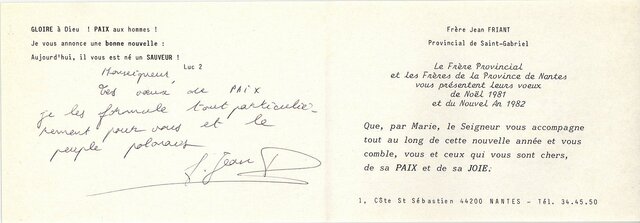 GLOIRE à Dieu ! PAIX aux hommes !
Je vous annonce une bonne nouvelle :
Aujourd'hui, il vous est né un SAUVEUR !
Luc 2
Monseigneur,
Ces vœux de PAIX
je les formule tout particuliè-
rement pour vous et le
peuple polonais
F. Jean
Frère Jean FRIANT
Provincial de Saint-Gabriel
Le Frère Provincial
et les Frères de la Province de Nantes
vous présentent leurs voeux
de Noël 1981
et du Nouvel An 1982
Que, par Marie, le Seigneur vous accompagne
tout au long de cette nouvelle année et vous
comble, vous et ceux qui vous sont chers,
de sa PAIX et de sa JOIE.
1, Côte St Sébastien 44200 NANTES - Tél. 34.45.50